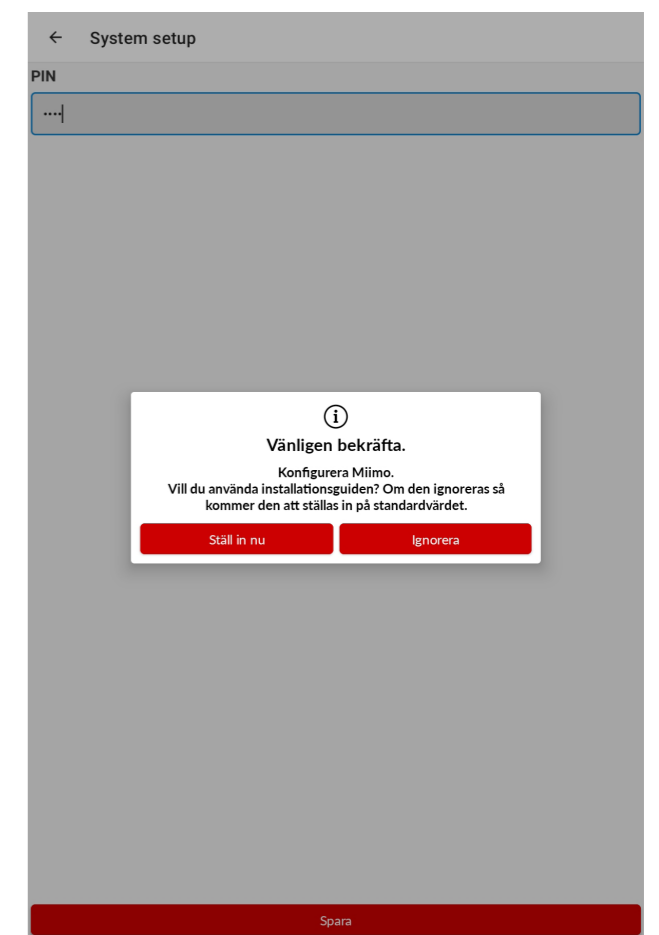 System setup
PIN
····
Vänligen bekräfta.
Konfigurera Miimo.
Vill du använda installationsguiden? Om den ignoreras så
kommer den att ställas in på standardvärdet.
Ställ in nu
Ignorera
Spara